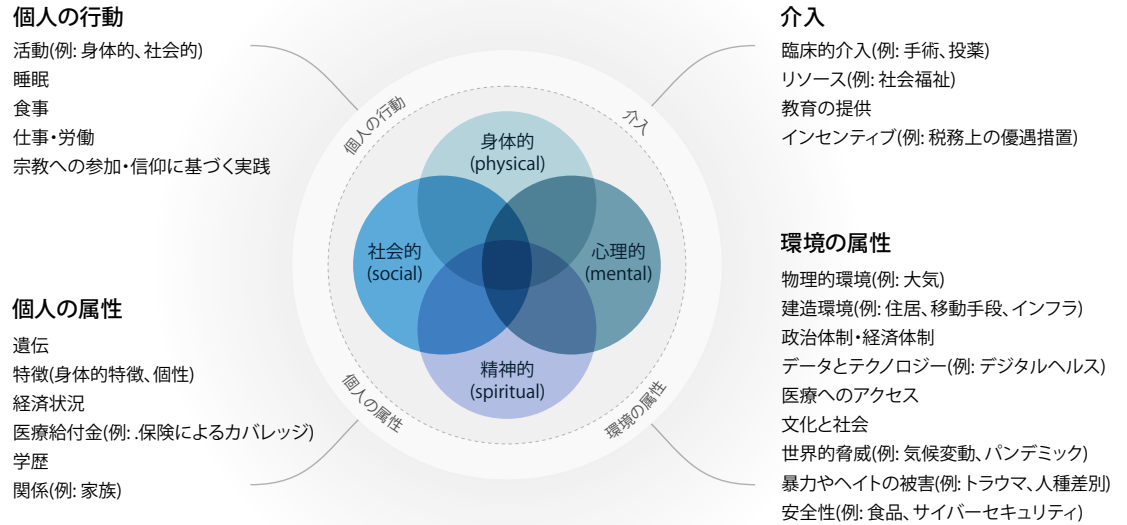 個人の行動
活動(例: 身体的、社会的)
睡眠
食事
仕事・労働
宗教への参加・信仰に基づく実践
個人の属性
遺伝
特徴(身体的特徴、個性)
経済状況
医療給付金(例: .保険によるカバレッジ)
学歴
関係(例: 家族)
個人の行動
介入
個人の属性
環境の属性
身体的
(physical)
社会的
(social)
心理的
(mental)
精神的
(spiritual)
介入
臨床的介入(例: 手術、投薬)
リソース(例: 社会福祉)
教育の提供
インセンティブ(例: 税務上の優遇措置)
環境の属性
物理的環境(例: 大気)
建造環境(例: 住居、移動手段、インフラ)
政治体制・経済体制
データとテクノロジー(例: デジタルヘルス)
医療へのアクセス
文化と社会
世界的脅威(例: 気候変動、パンデミック)
暴力やヘイトの被害(例: トラウマ、人種差別)
安全性(例: 食品、サイバーセキュリティ)